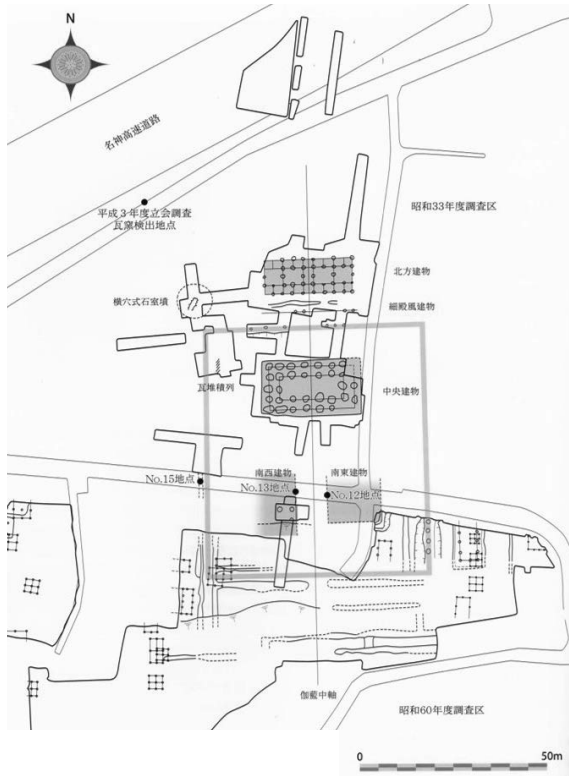 N
名神高速道路
平成3年度立会調査
瓦窯検出地点
昭和33年度調査区
北方建物
横穴式石室墳
細殿風建物
瓦堆積列
中央建物
南西建物
南東建物
No.15地点
No.13地点
No.12地点
伽藍中軸
昭和60年度調査区
0
50m